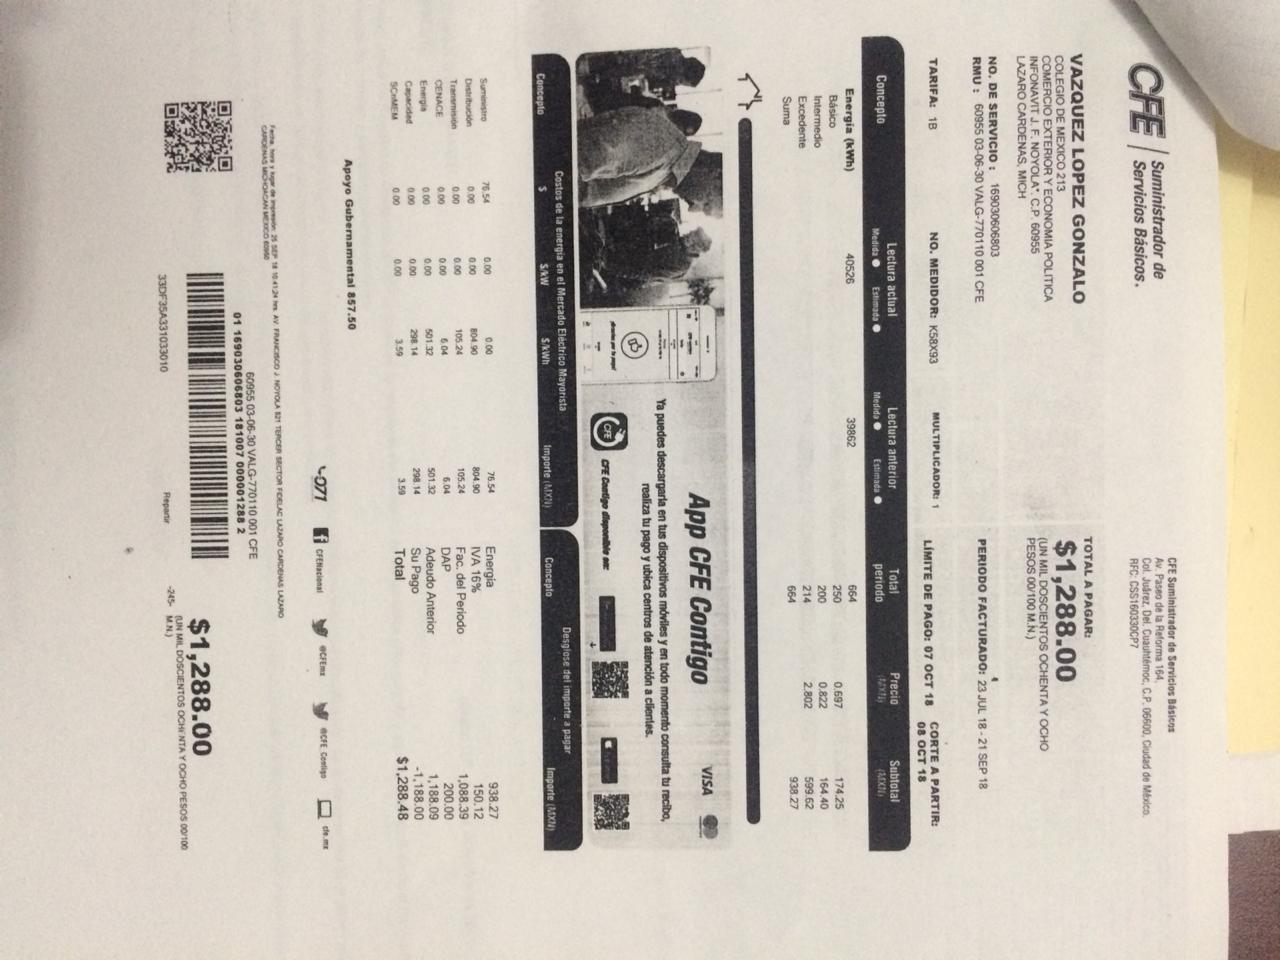 CFE Suministrador de
Servicios Básicos.
CFE Suministrador de Servicios Básicos
Av. Paseo de la Reforma 164,
Col. Juárez, Del. Cuauhtémoc, C.P. 06600, Ciudad de México.
RFC: CSS160330CP7
VAZQUEZ LOPEZ GONZALO
COLEGIO DE MEXICO 213
COMERCIO EXTERIOR Y ECONOMIA POLITICA
INFONAVIT J. F. NOYOLA*. C.P. 60955
LAZARO CARDENAS, MICH
TOTAL A PAGAR:
$1,288.00
(UN MIL DOSCIENTOS OCHENTA Y OCHO
PESOS 00/100 M.N.)
NO. DE SERVICIO : 169030606803
RMU : 60955 03-06-30 VALG-770110 001 CFE
PERIODO FACTURADO: 23 JUL 18 - 21 SEP 18
TARIFA: 1B NO. MEDIDOR: K58X93 MULTIPLICADOR: 1
LÍMITE DE PAGO: 07 OCT 18 CORTE A PARTIR:
08 OCT 18
Concepto Lectura actual Lectura anterior Total periodo Precio (MXN) Subtotal (MXN)
Medida Estimada Medida Estimada
Energía (kWh) 40526 39862 664
Básico 250 0.697 174.25
Intermedio 200 0.822 164.40
Excedente 214 2.802 599.62
Suma 664 938.27
App CFE Contigo VISA
Ya puedes descargarla en tus dispositivos móviles y en todo momento consulta tu recibo,
realiza tu pago y ubica centros de atención a clientes.
CFE CFE Contigo disponible en:
¡Gracias por tu pago!
Costos de la energía en el Mercado Eléctrico Mayorista
Concepto $ $/kW $/kWh Importe (MXN)
Suministro 76.54 0.00 0.00 76.54
Distribución 0.00 0.00 804.90 804.90
Transmisión 0.00 0.00 105.24 105.24
CENACE 0.00 0.00 6.04 6.04
Energía 0.00 0.00 501.32 501.32
Capacidad 0.00 0.00 298.14 298.14
SCnMEM 0.00 0.00 3.59 3.59
Desglose del importe a pagar
Concepto Importe (MXN)
Energía 938.27
IVA 16% 150.12
Fac. del Periodo 1,088.39
DAP 200.00
Adeudo Anterior 1,188.09
Su Pago -1,188.00
Total $1,288.48
Apoyo Gubernamental 857.50
071 CFENacional @CFEmx @CFE_Contigo cfe.mx
Fecha, hora y lugar de impresión: 25 SEP 18 10:41:24 hrs. AV. FRANCISCO J. NOYOLA 521 TERCER SECTOR FIDELAC LAZARO CARDENAS LAZARO
CARDENAS MICHOACAN MEXICO 60950
60955 03-06-30 VALG-770110 001 CFE
01 169030606803 181007 000001288 2
33DF35A331033010 Repartir -245-
$1,288.00
(UN MIL DOSCIENTOS OCHENTA Y OCHO PESOS 00/100
M.N.)